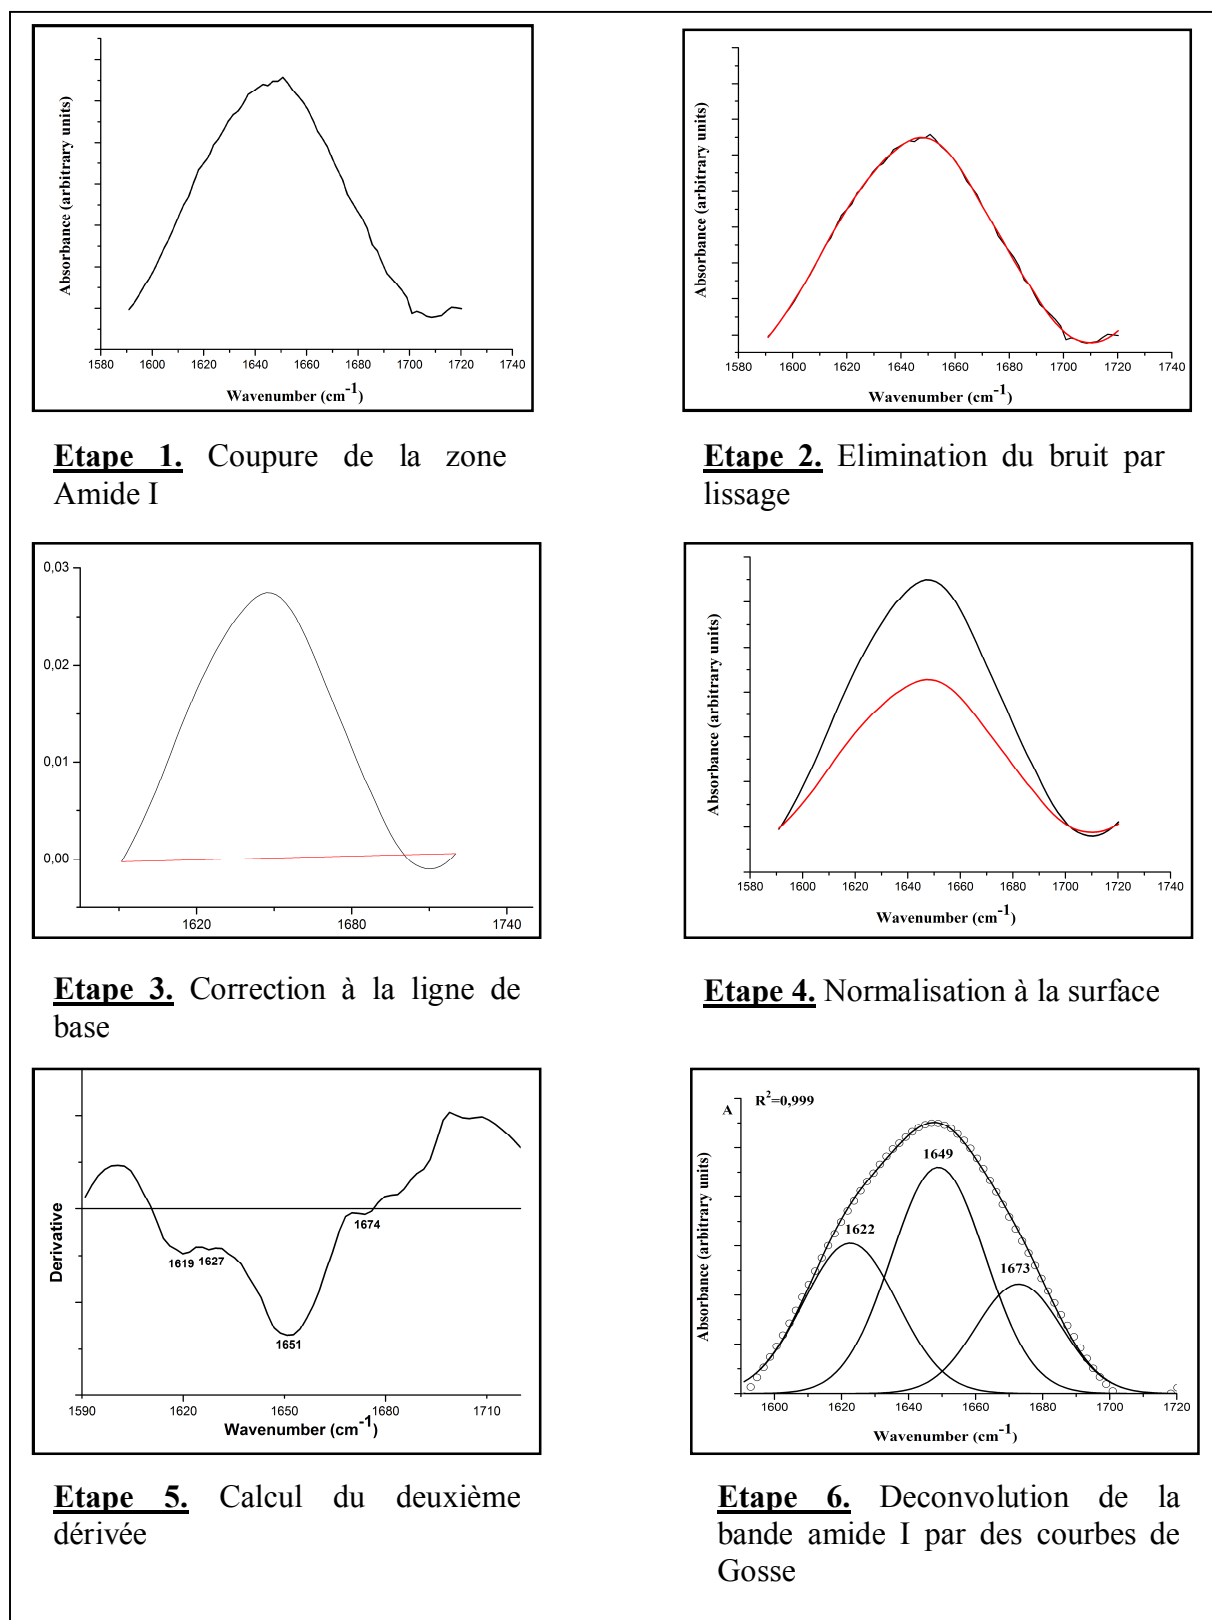 Absorbance (arbitrary units)
1580 1600 1620 1640 1660 1680 1700 1720 1740
Wavenumber (cm-1)
Etape 1. Coupure de la zone
Amide I
Absorbance (arbitrary units)
1580 1600 1620 1640 1660 1680 1700 1720 1740
Wavenumber (cm-1)
Etape 2. Elimination du bruit par
lissage
0,03
0,02
0,01
0,00
1620 1680 1740
Etape 3. Correction à la ligne de
base
Absorbance (arbitrary units)
1580 1600 1620 1640 1660 1680 1700 1720 1740
Wavenumber (cm-1)
Etape 4. Normalisation à la surface
Derivative
1674
1619 1627
1651
1590 1620 1650 1680 1710
Wavenumber (cm-1)
Etape 5. Calcul du deuxième
dérivée
A
R2=0,999
Absorbance (arbitrary units)
1649
1622
1673
1600 1620 1640 1660 1680 1700 1720
Wavenumber (cm-1)
Etape 6. Deconvolution de la
bande amide I par des courbes de
Gosse